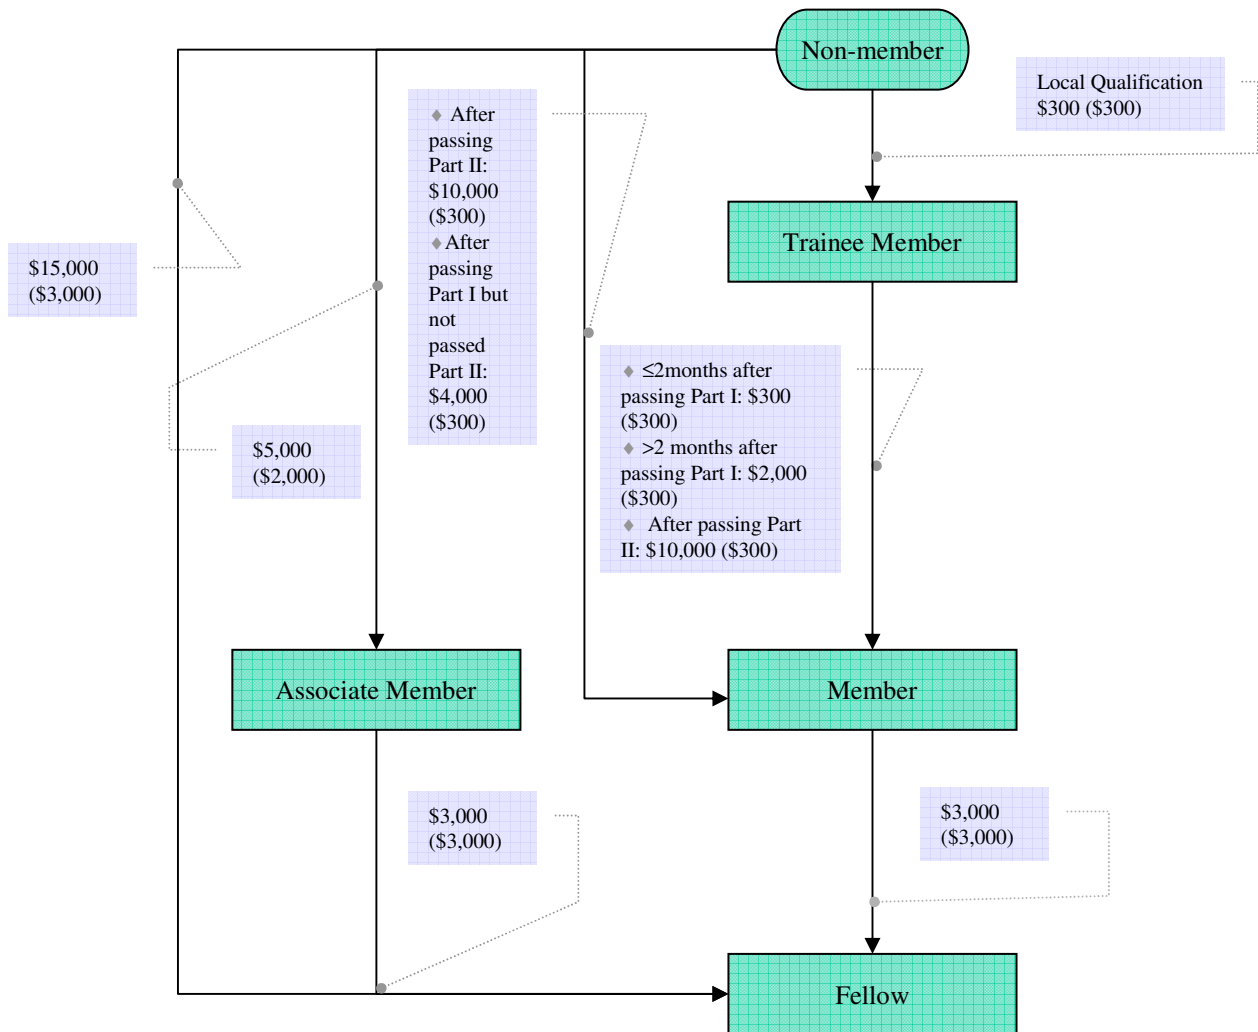 Non-member
Local Qualification
$300 ($300)
♦ After
passing
Part II:
$10,000
($300)
♦After
passing
Part I but
not
passed
Part II:
$4,000
($300)
Trainee Member
$15,000
($3,000)
≤2months after
passing Part I: $300
($300)
♦ >2 months after
passing Part I: $2,000
($300)
♦ After passing Part
II: $10,000 ($300)
$5,000
($2,000)
Associate Member
Member
$3,000
($3,000)
$3,000
($3,000)
Fellow